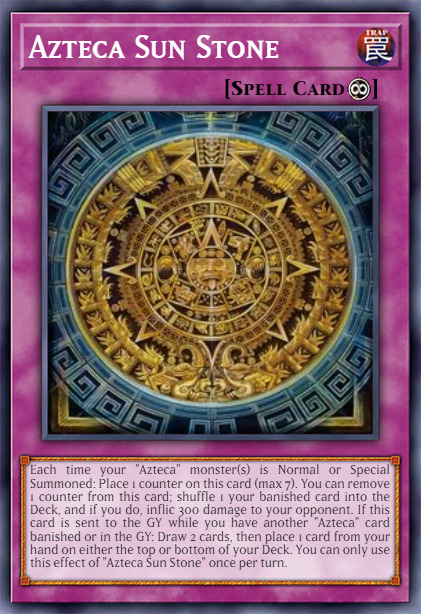 Azteca Sun Stone
TRAP
罠
[Spell Card]
Each time your "Azteca" monster(s) is Normal or Special
Summoned: Place 1 counter on this card (max 7). You can remove
1 counter from this card; shuffle 1 your banished card into the
Deck, and if you do, inflic 300 damage to your opponent. If this
card is sent to the GY while you have another "Azteca" card
banished or in the GY: Draw 2 cards, then place 1 card from your
hand on either the top or bottom of your Deck. You can only use
this effect of "Azteca Sun Stone" once per turn.